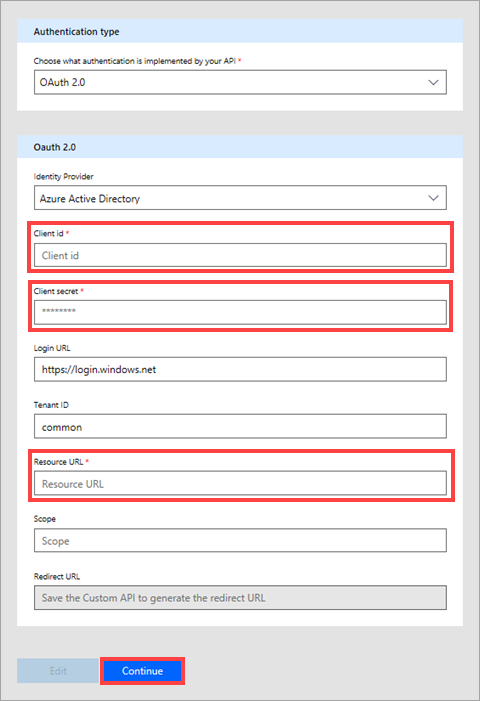 Authentication type
Choose what authentication is implemented by your API *
OAuth 2.0
Oauth 2.0
Identity Provider
Azure Active Directory
Client id *
Client id
Client secret *
********
Login URL
https://login.windows.net
Tenant ID
common
Resource URL *
Resource URL
Scope
Scope
Redirect URL
Save the Custom API to generate the redirect URL
Edit Continue